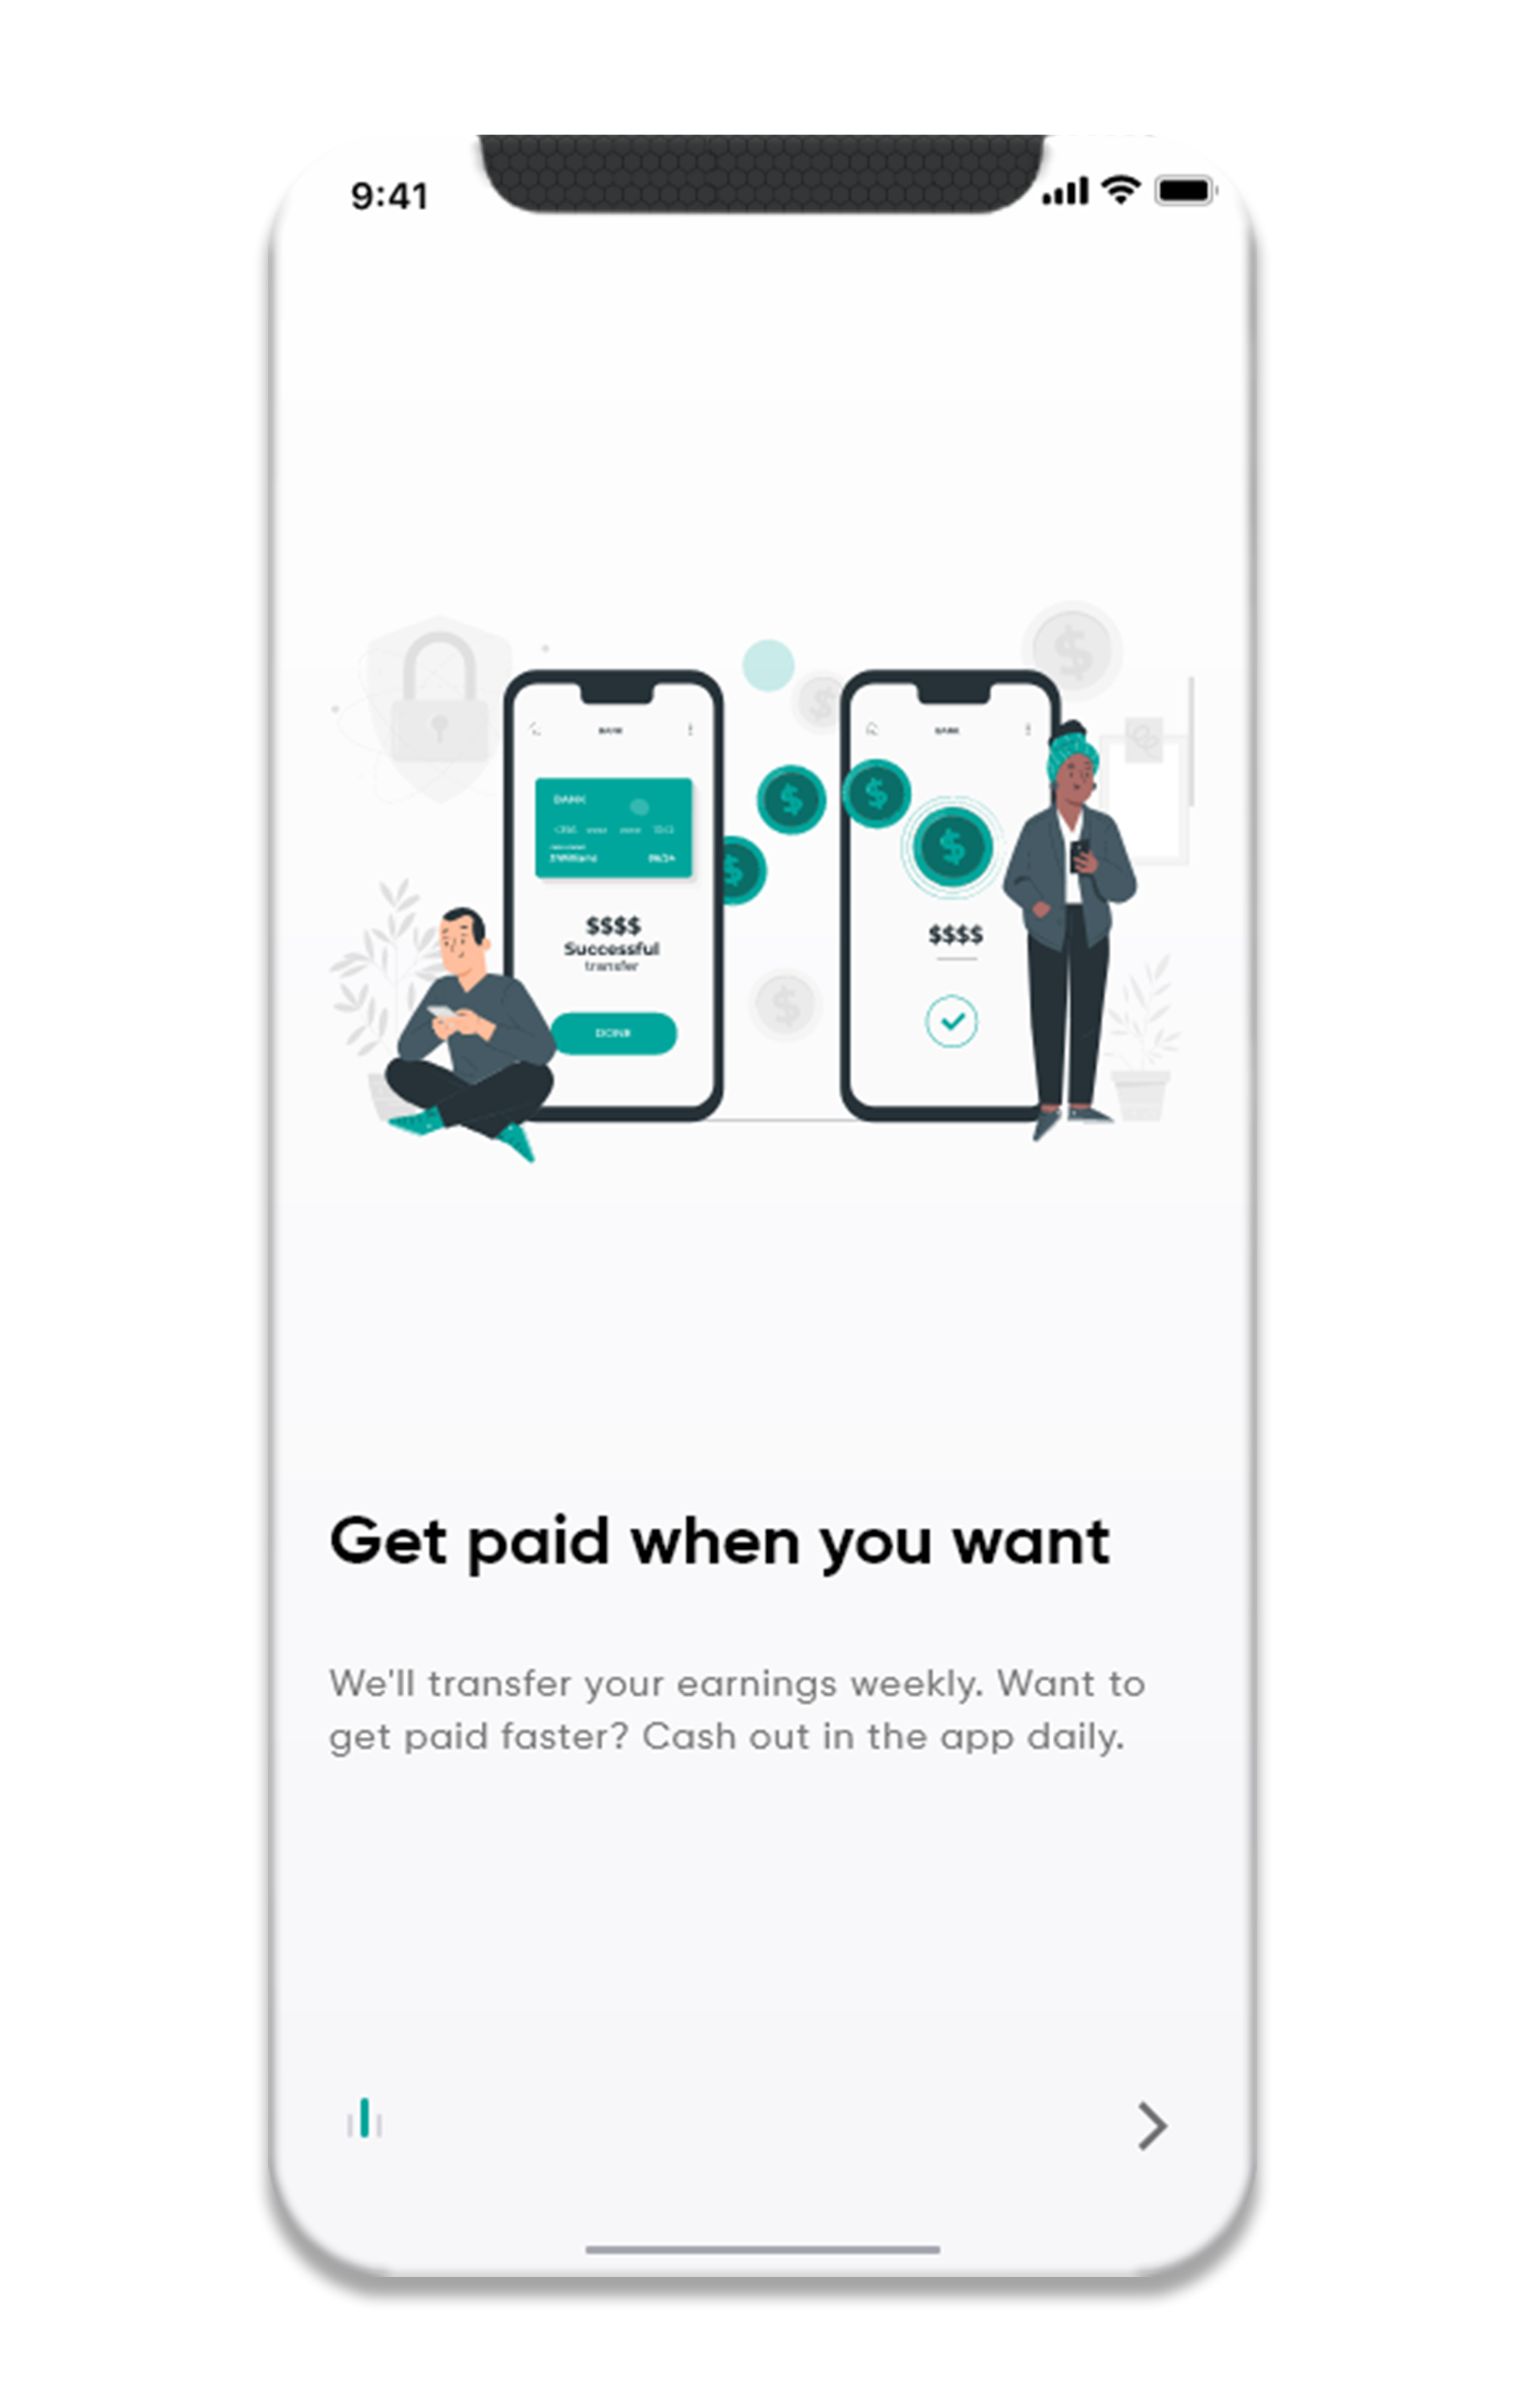 9:41
BANK
BANK
BANK
$$$$
Successful
transfer
DONE
$$$$
Get paid when you want
We'll transfer your earnings weekly. Want to
get paid faster? Cash out in the app daily.